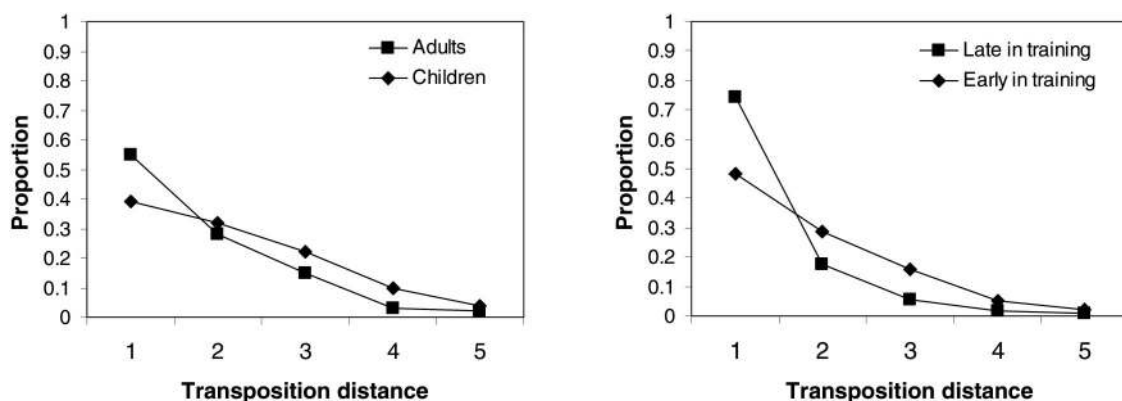 1
0.9
0.8
0.7
0.6
0.5
0.4
0.3
0.2
0.1
0
Proportion
Adults
Children
1 2 3 4 5
Transposition distance
1
0.9
0.8
0.7
0.6
0.5
0.4
0.3
0.2
0.1
0
Proportion
Late in training
Early in training
1 2 3 4 5
Transposition distance